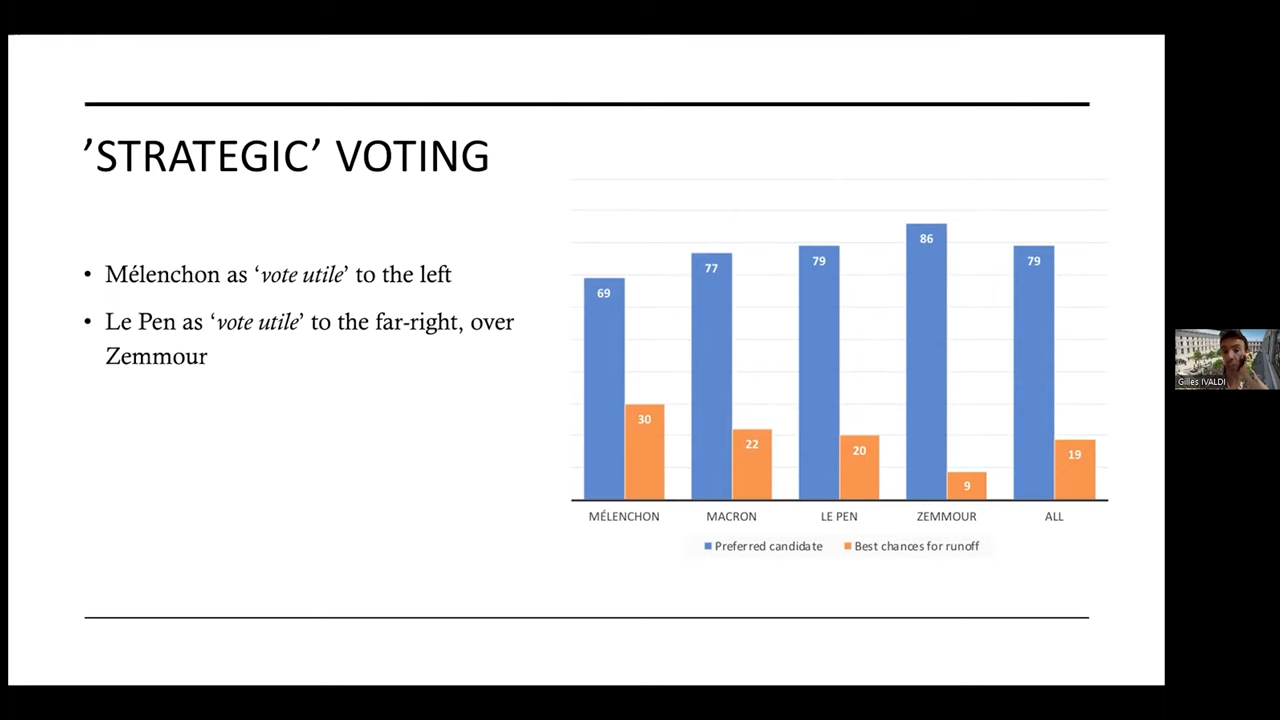 ’STRATEGIC’ VOTING
• Mélenchon as ‘vote utile’ to the left
• Le Pen as ‘vote utile’ to the far-right, over
Zemmour
69
30
77
22
79
20
86
9
79
19
MÉLENCHON
MACRON
LE PEN
ZEMMOUR
ALL
Preferred candidate
Best chances for runoff
Gilles IVALDI